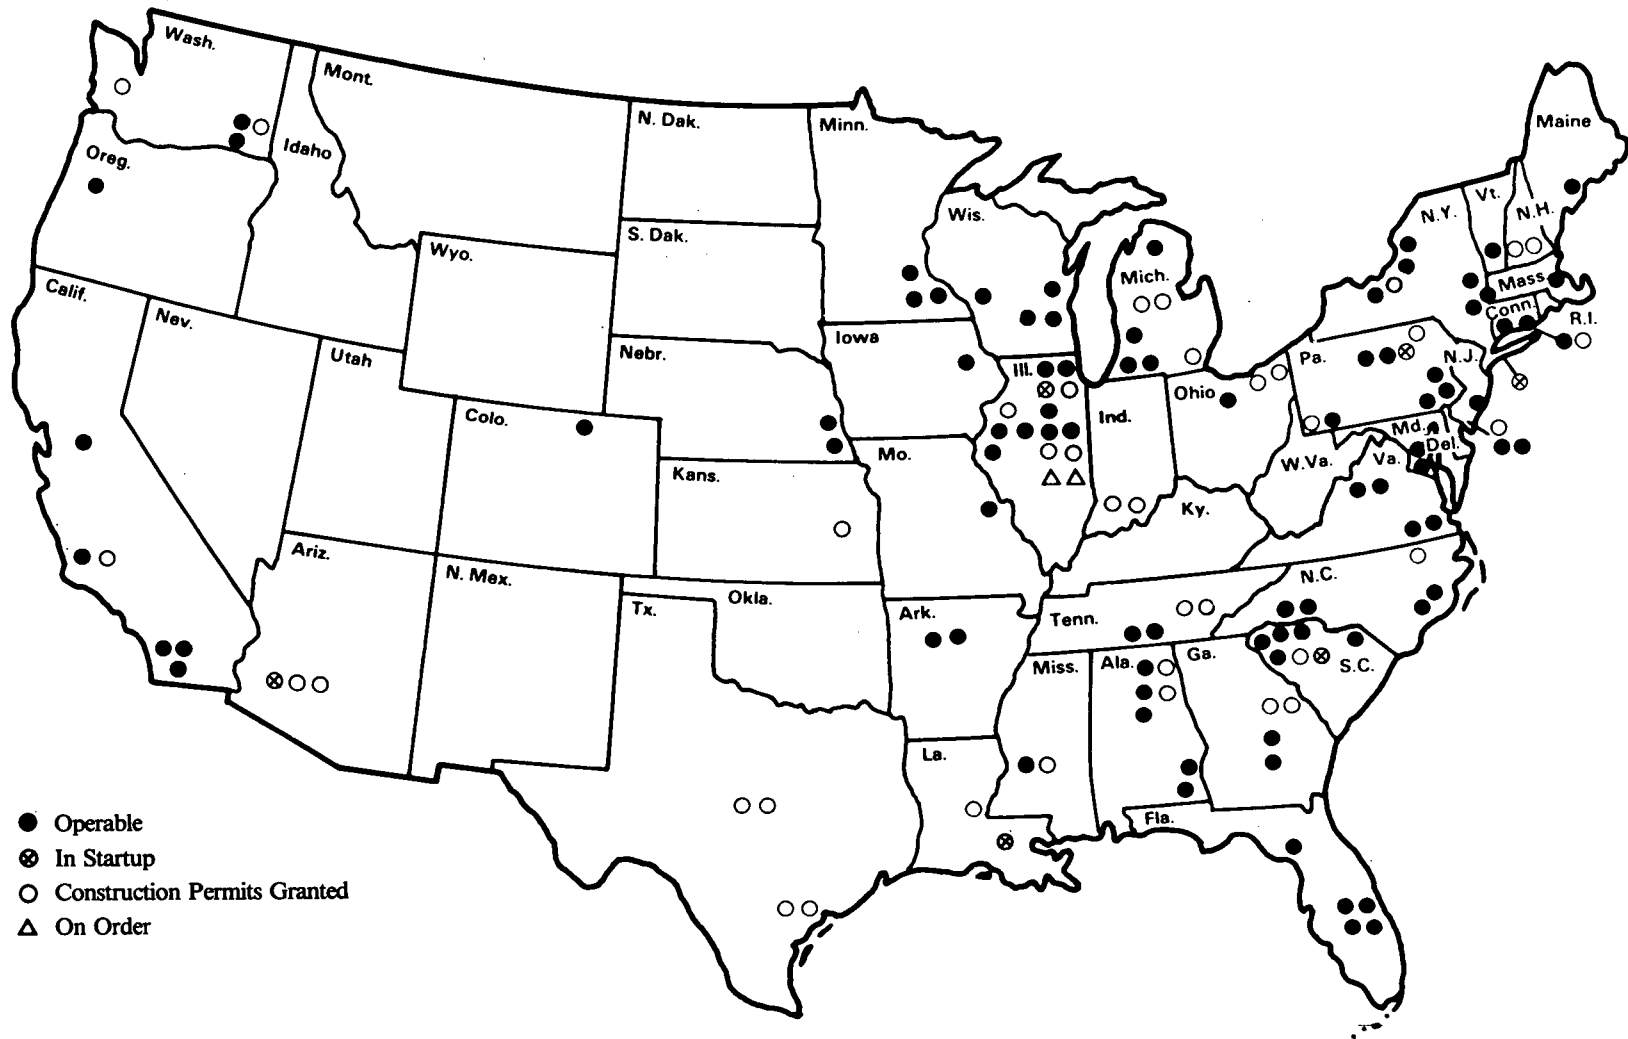 Wash.
Mont.
N. Dak.
Minn.
Maine
Idaho
Oreg.
Vt.
N.Y.
N.H.
Wis.
S. Dak.
Wyo.
Mich.
Mass.
Calif.
Nev.
Conn.
R.I.
Iowa
Utah
Nebr.
Pa.
N.J.
Ill.
Ohio
Colo.
Ind.
Md.
Del.
Mo.
W.Va.
Va.
Kans.
Ky.
Ariz.
N. Mex.
N.C.
Okla.
Tx.
Ark.
Tenn.
Miss.
Ala.
Ga.
S.C.
La.
Fla.
Operable
In Startup
Construction Permits Granted
On Order